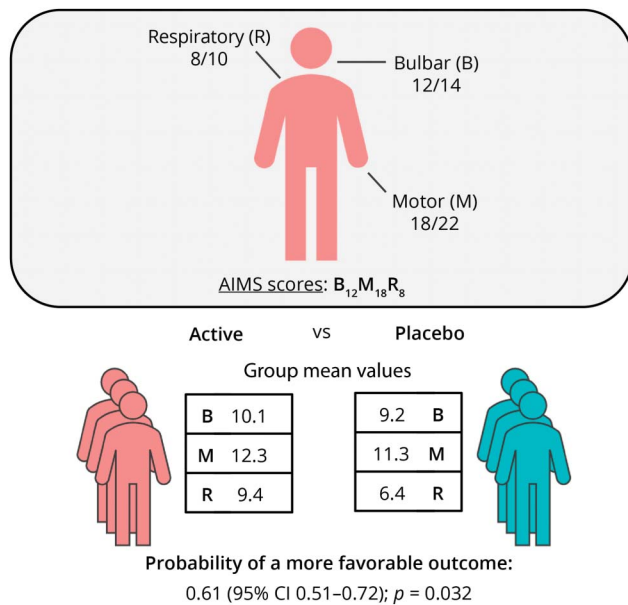 Respiratory (R)
8/10
Bulbar (B)
12/14
Motor (M)
18/22
AIMS scores: B₁₂M₁₈R₈
Active vs Placebo
Group mean values
B 10.1
M 12.3
R 9.4
9.2 B
11.3 M
6.4 R
Probability of a more favorable outcome:
0.61 (95% CI 0.51–0.72); p = 0.032